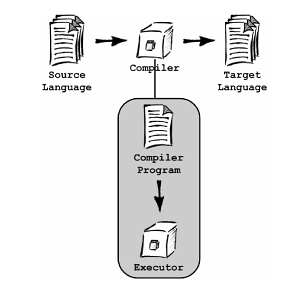 Compiler
Source
Language
Target
Language
Compiler
Program
Executor